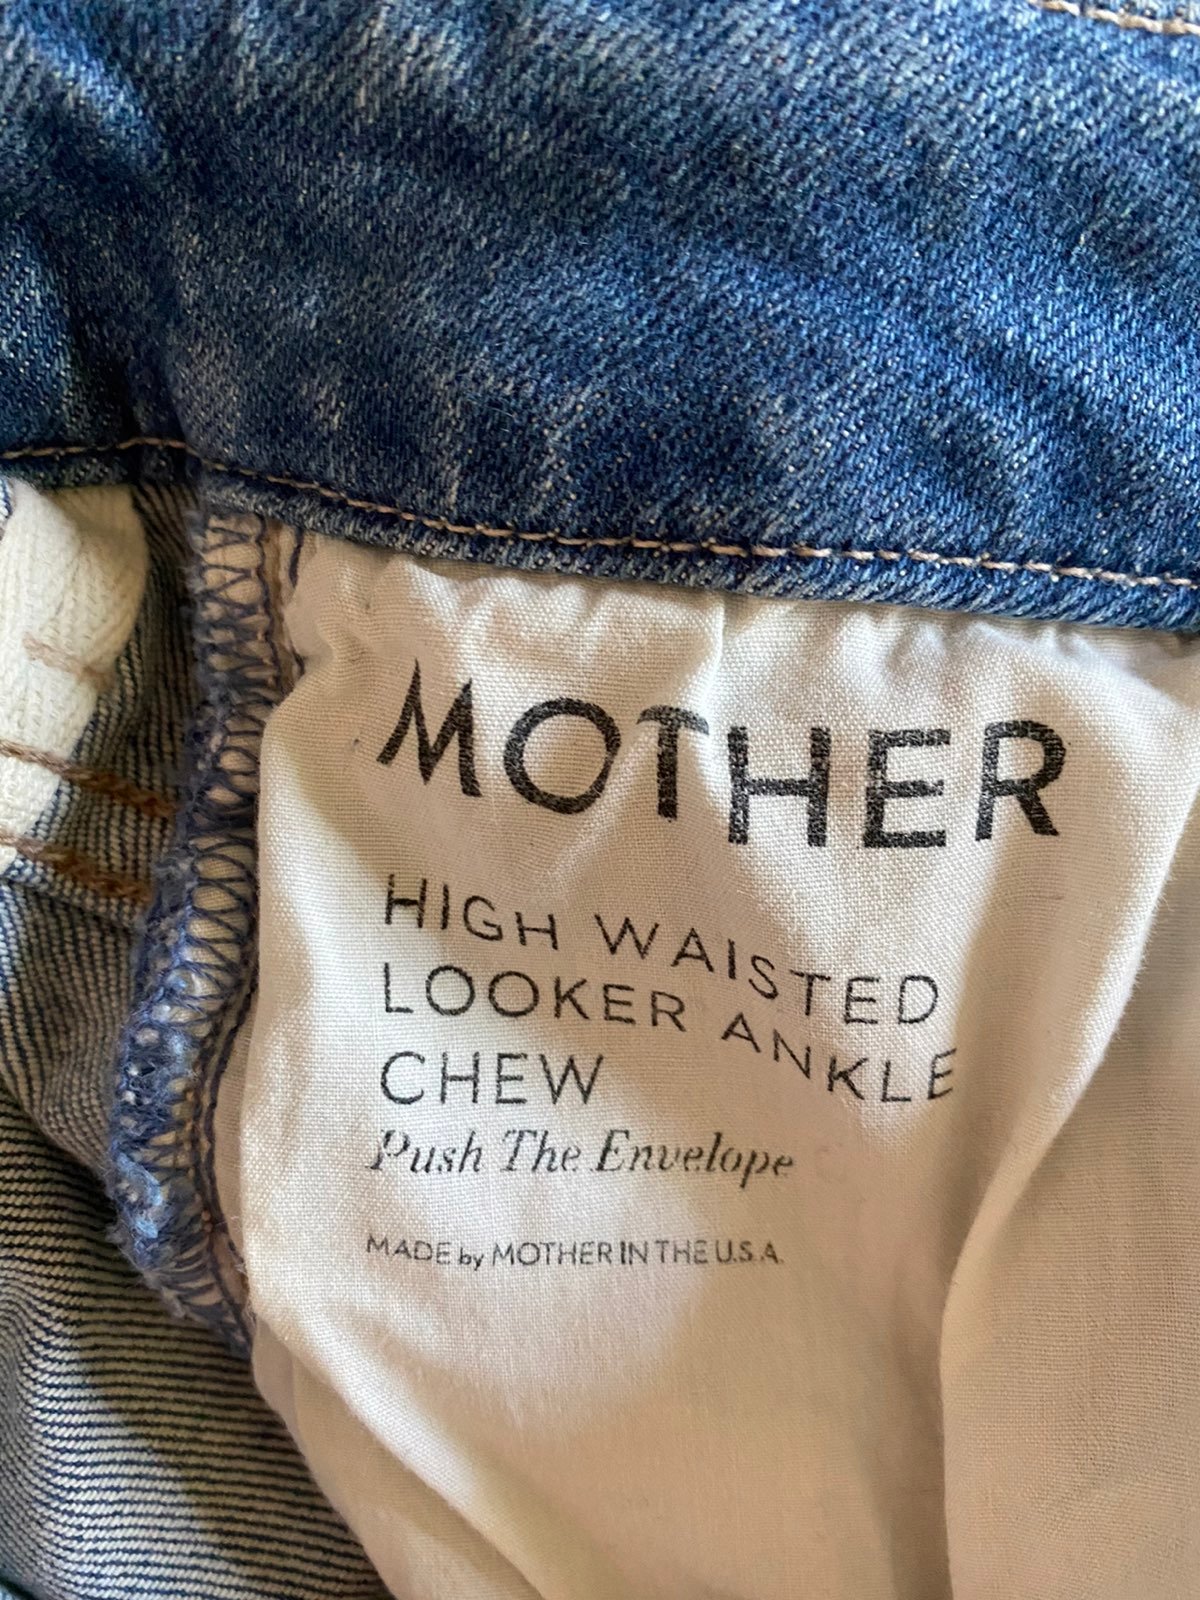 MOTHER
HIGH WAISTED
LOOKER ANKLE
CHEW
Push The Envelope
MADE by MOTHER IN THE U.S.A.